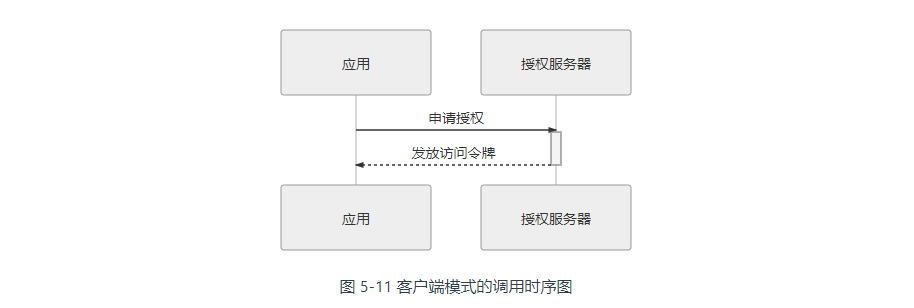 应用
授权服务器
申请授权
发放访问令牌
应用
授权服务器
图 5-11 客户端模式的调用时序图